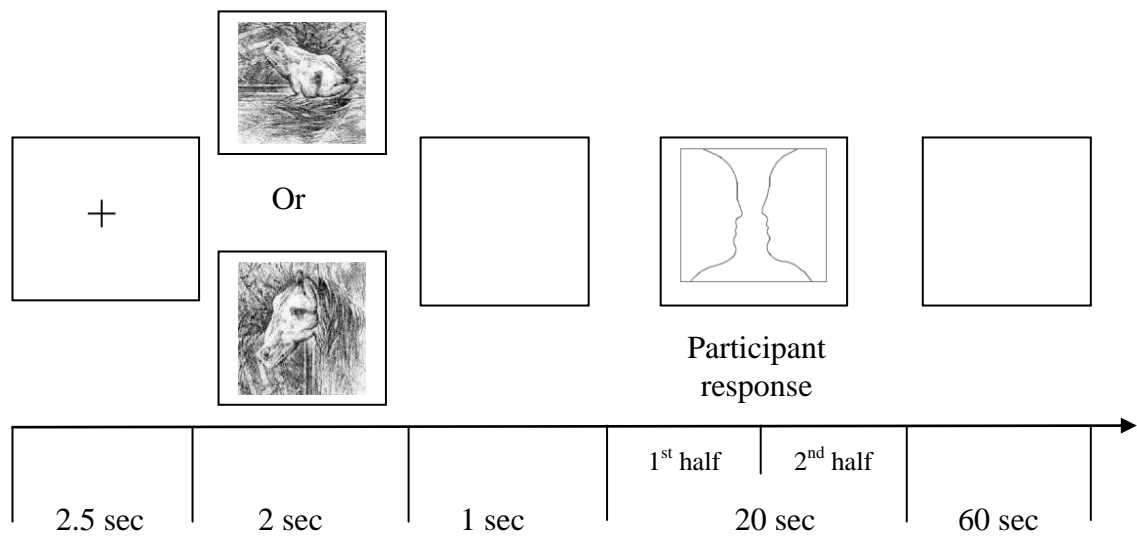 Or
Participant
response
1st half
2nd half
2.5 sec
2 sec
1 sec
20 sec
60 sec